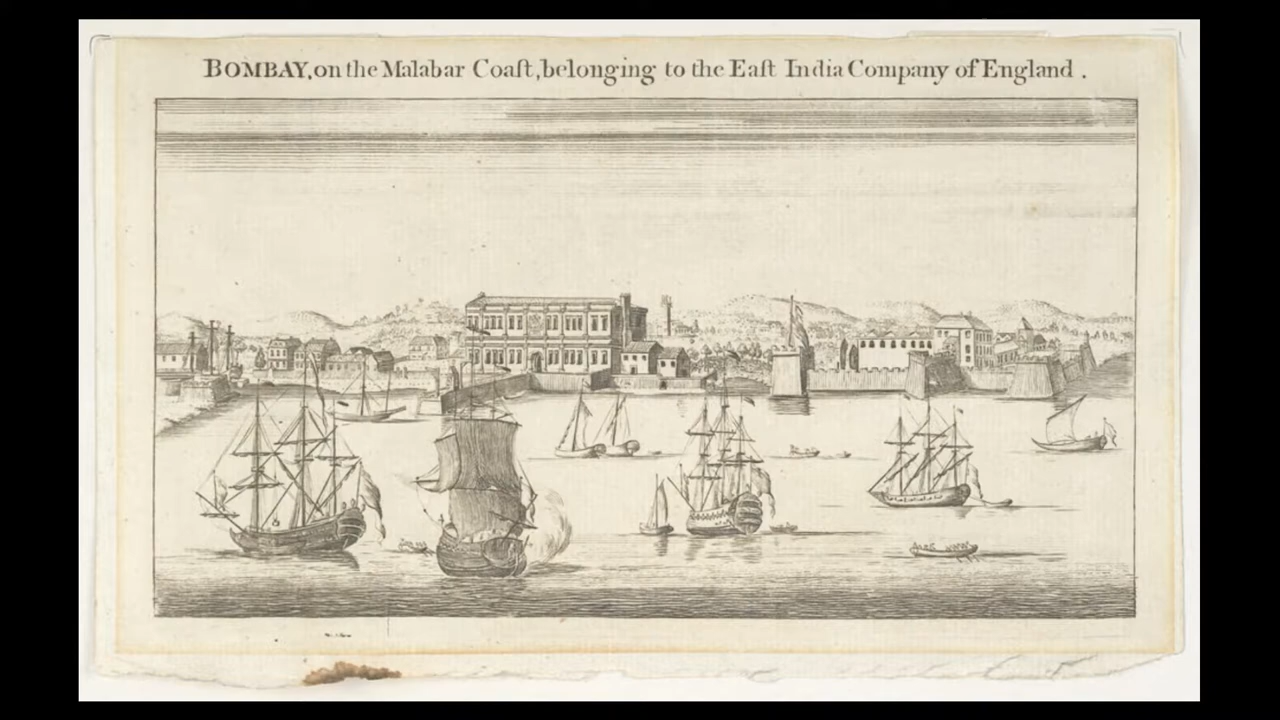 BOMBAY, on the Malabar Coaſt, belonging to the Eaſt India Company of England .